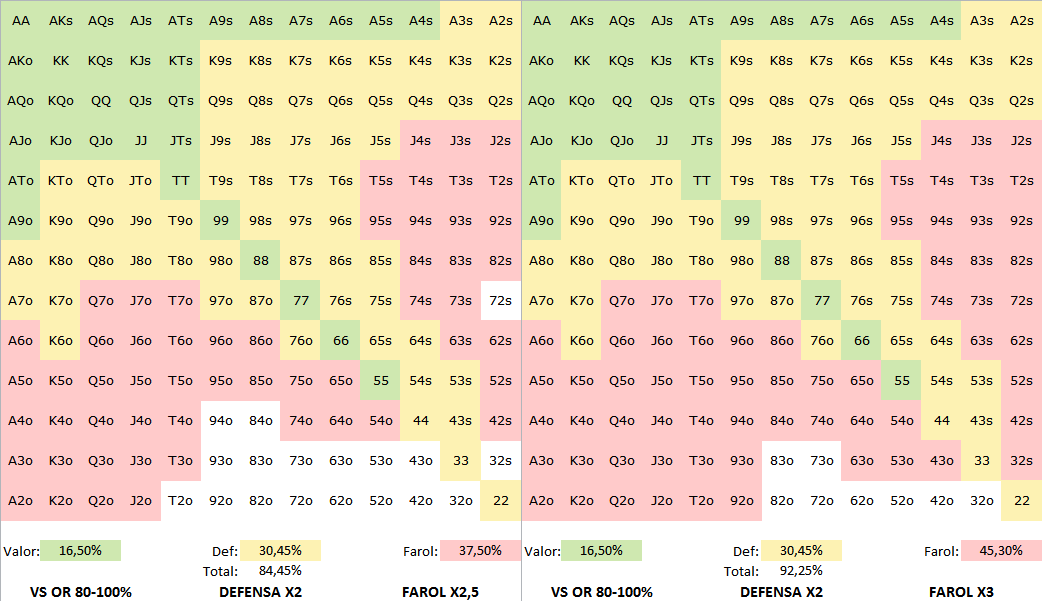 AA AKs AQs AJs ATs A9s A8s A7s A6s A5s A4s A3s A2s AA AKs AQs AJs ATs A9s A8s A7s A6s A5s A4s A3s A2s
AKo KK KQs KJs KTs K9s K8s K7s K6s K5s K4s K3s K2s AKo KK KQs KJs KTs K9s K8s K7s K6s K5s K4s K3s K2s
AQo KQo QQ QJs QTs Q9s Q8s Q7s Q6s Q5s Q4s Q3s Q2s AQo KQo QQ QJs QTs Q9s Q8s Q7s Q6s Q5s Q4s Q3s Q2s
AJo KJo QJo JJ JTs J9s J8s J7s J6s J5s J4s J3s J2s AJo KJo QJo JJ JTs J9s J8s J7s J6s J5s J4s J3s J2s
ATo KTo QTo JTo TT T9s T8s T7s T6s T5s T4s T3s T2s ATo KTo QTo JTo TT T9s T8s T7s T6s T5s T4s T3s T2s
A9o K9o Q9o J9o T9o 99 98s 97s 96s 95s 94s 93s 92s A9o K9o Q9o J9o T9o 99 98s 97s 96s 95s 94s 93s 92s
A8o K8o Q8o J8o T8o 98o 88 87s 86s 85s 84s 83s 82s A8o K8o Q8o J8o T8o 98o 88 87s 86s 85s 84s 83s 82s
A7o K7o Q7o J7o T7o 97o 87o 77 76s 75s 74s 73s 72s A7o K7o Q7o J7o T7o 97o 87o 77 76s 75s 74s 73s 72s
A6o K6o Q6o J6o T6o 96o 86o 76o 66 65s 64s 63s 62s A6o K6o Q6o J6o T6o 96o 86o 76o 66 65s 64s 63s 62s
A5o K5o Q5o J5o T5o 95o 85o 75o 65o 55 54s 53s 52s A5o K5o Q5o J5o T5o 95o 85o 75o 65o 55 54s 53s 52s
A4o K4o Q4o J4o T4o 94o 84o 74o 64o 54o 44 43s 42s A4o K4o Q4o J4o T4o 94o 84o 74o 64o 54o 44 43s 42s
A3o K3o Q3o J3o T3o 93o 83o 73o 63o 53o 43o 33 32s A3o K3o Q3o J3o T3o 93o 83o 73o 63o 53o 43o 33 32s
A2o K2o Q2o J2o T2o 92o 82o 72o 62o 52o 42o 32o 22 A2o K2o Q2o J2o T2o 92o 82o 72o 62o 52o 42o 32o 22
Valor: 16,50% Def: 30,45% Farol: 37,50% Valor: 16,50% Def: 30,45% Farol: 45,30%
Total: 84,45% Total: 92,25%
VS OR 80-100% DEFENSA X2 FAROL X2,5 VS OR 80-100% DEFENSA X2 FAROL X3